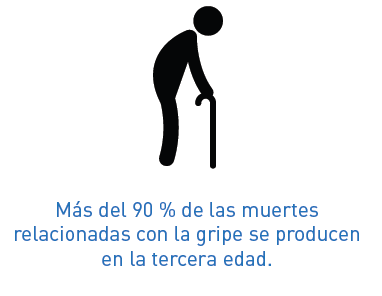 Más del 90 % de las muertes
relacionadas con la gripe se producen
en la tercera edad.